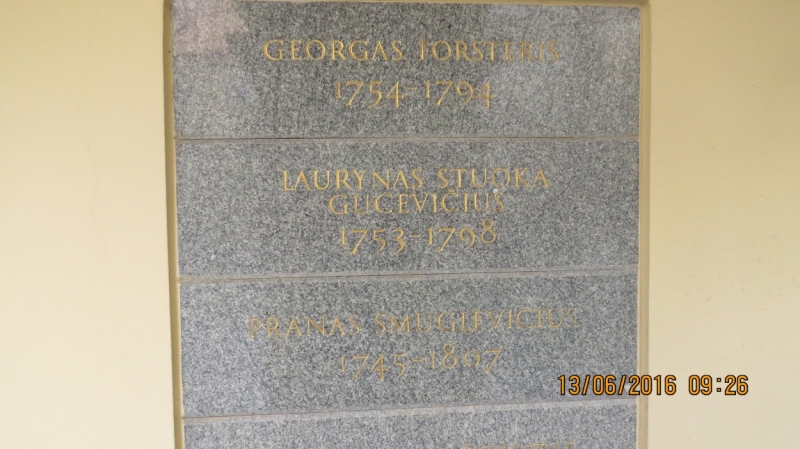 GEORGAS FORSTERIS
1754-1794
LAURYNAS STUOKA
GUCEVIČIUS
1753-1798
PRANAS SMUGLEVIČIUS
1745-1807
13/06/2016 09:26